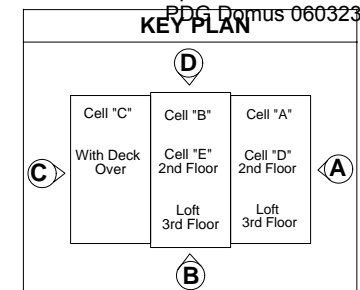 RDG Domus 060323
KEY PLAN
D
Cell "C"
With Deck
Over
Cell "B"
Cell "E"
2nd Floor
Loft
3rd Floor
Cell "A"
Cell "D"
2nd Floor
Loft
3rd Floor
C
A
B